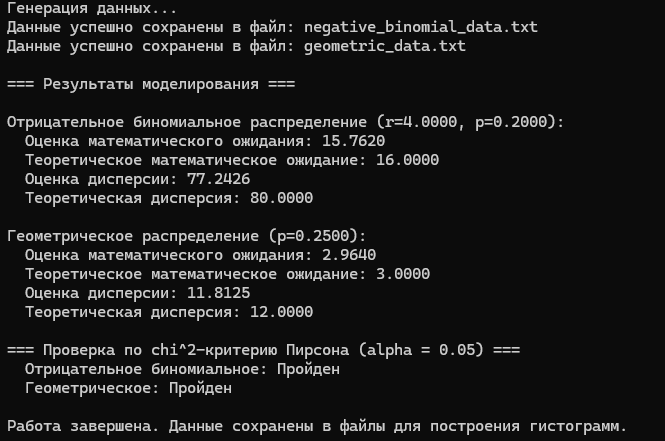 Генерация данных...
Данные успешно сохранены в файл: negative_binomial_data.txt
Данные успешно сохранены в файл: geometric_data.txt
=== Результаты моделирования ===
Отрицательное биномиальное распределение (r=4.0000, p=0.2000):
Оценка математического ожидания: 15.7620
Теоретическое математическое ожидание: 16.0000
Оценка дисперсии: 77.2426
Теоретическая дисперсия: 80.0000
Геометрическое распределение (p=0.2500):
Оценка математического ожидания: 2.9640
Теоретическое математическое ожидание: 3.0000
Оценка дисперсии: 11.8125
Теоретическая дисперсия: 12.0000
=== Проверка по chi^2-критерию Пирсона (alpha = 0.05) ===
Отрицательное биномиальное: Пройден
Геометрическое: Пройден
Работа завершена. Данные сохранены в файлы для построения гистограмм.